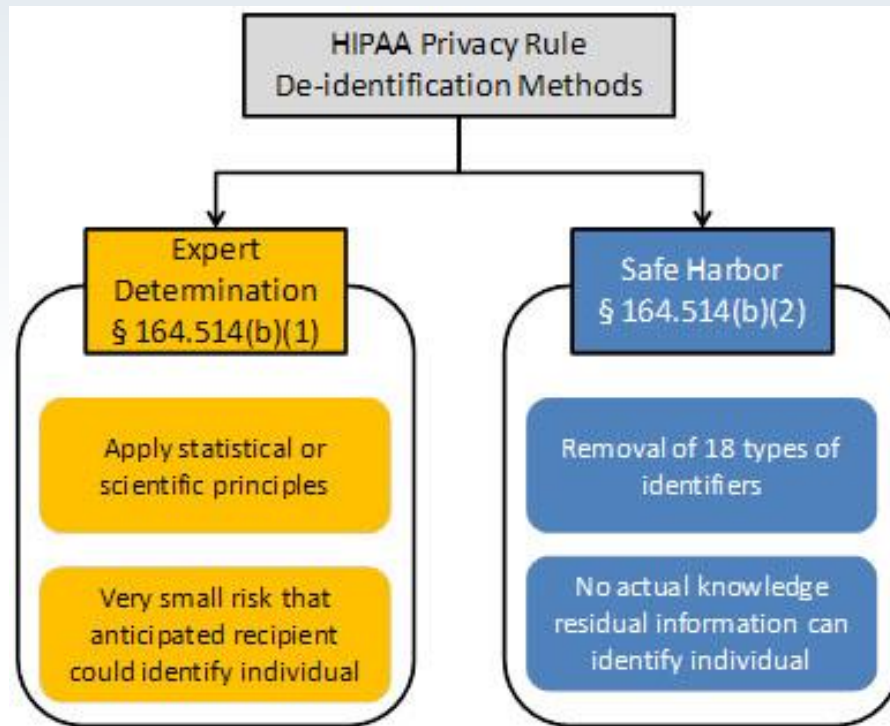 HIPAA Privacy Rule
De-identification Methods
Expert
Determination
§ 164.514(b)(1)
Apply statistical or
scientific principles
Very small risk that
anticipated recipient
could identify individual
Safe Harbor
§ 164.514(b)(2)
Removal of 18 types of
identifiers
No actual knowledge
residual information can
identify individual